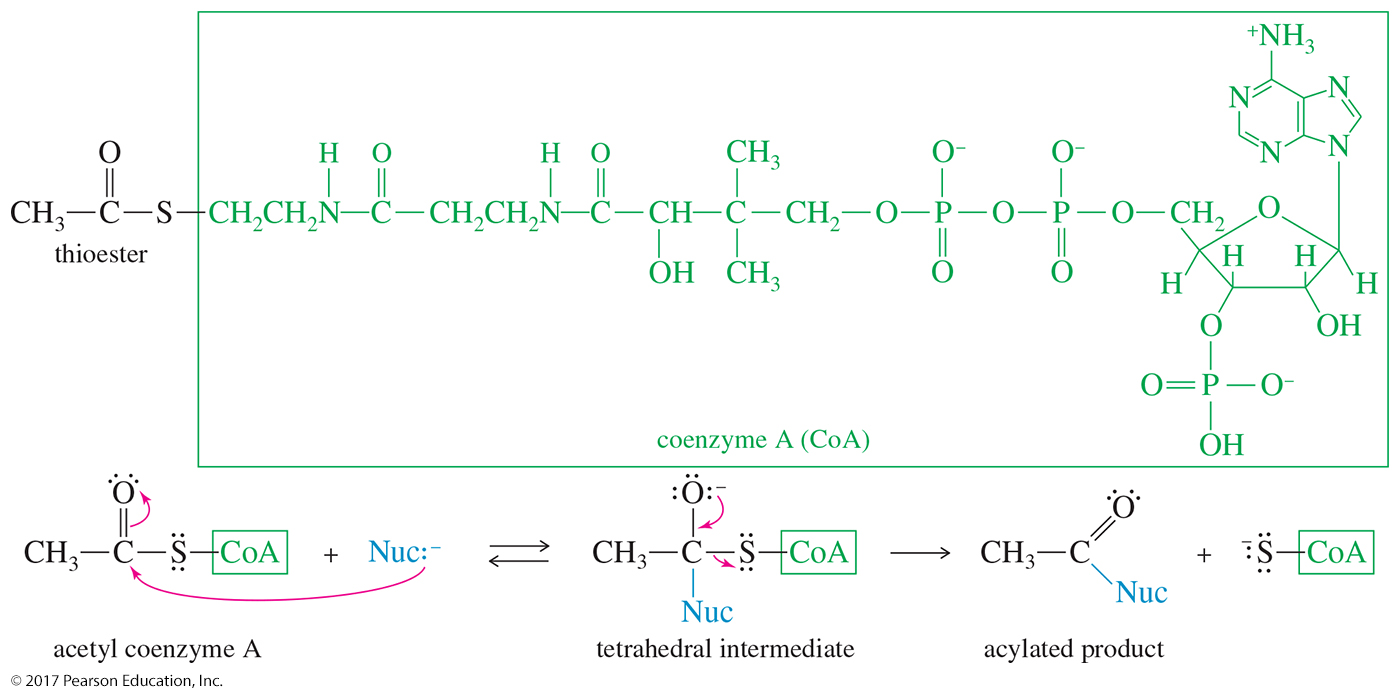 +NH3
N N
N N
O H O H O CH3 O− O−
CH3—C—S—CH2CH2N—C—CH2CH2N—C—CH—C—CH2—O—P—O—P—O—CH2 O
thioester
OH CH3 O O H H H H
O OH
O=P—O−
OH
coenzyme A (CoA)
:O:− O
O
CH3—C—S—CoA + Nuc:− CH3—C—S—CoA CH3—C + −:S—CoA
Nuc Nuc
acetyl coenzyme A tetrahedral intermediate acylated product
© 2017 Pearson Education, Inc.